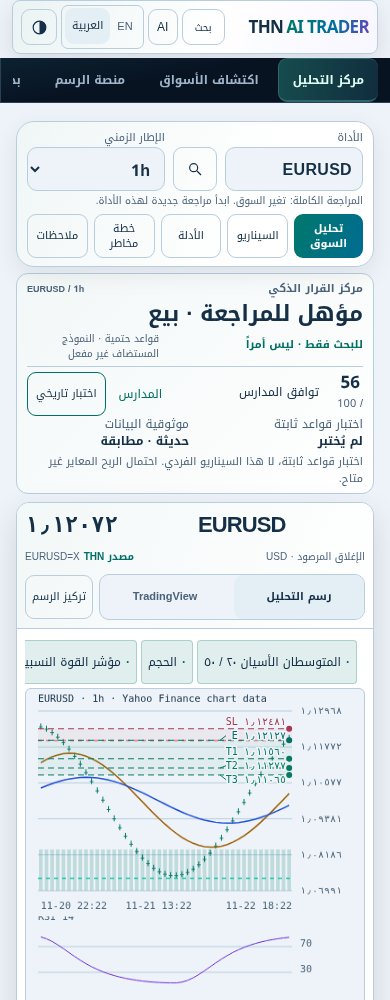 THN AI TRADER
بحث
AI
EN
العربية
مركز التحليل
اكتشاف الأسواق
منصة الرسم
الأداة
الإطار الزمني
EURUSD
1h
المراجعة الكاملة: تغير السوق. ابدأ مراجعة جديدة لهذه الأداة.
تحليل السوق
السيناريو
الأدلة
خطة مخاطر
ملاحظات
مركز القرار الذكي
EURUSD / 1h
مؤهل للمراجعة · بيع
للبحث فقط · ليس أمراً
قواعد حتمية · النموذج المستضاف غير مفعل
56
/ 100
توافق المدارس
المدارس
اختبار تاريخي
اختبار قواعد ثابتة
لم يُختبر
موثوقية البيانات
حديثة · مطابقة
اختبار قواعد ثابتة، لا هذا السيناريو الفردي. احتمال الربح المعاير غير متاح.
EURUSD
١٫١٢٠٧٢
الإغلاق المرصود · USD
مصدر THN EURUSD=X
رسم التحليل
TradingView
تركيز الرسم
· المتوسطان الأسيان ٢٠ / ٥٠
· الحجم
· مؤشر القوة النسبية
EURUSD · 1h · Yahoo Finance chart data
١٫١٢٩٦٨
SL ١٫١٢٤٨١
E ١٫١٢١٢٧
١٫١١٧٧٢
T1 ١٫١١٥٦٠
T2 ١٫١١٢٧٧
T3 ١٫١١٠٦٥
١٫١٠٥٧٧
١٫٠٩٣٨١
١٫٠٨١٨٦
١٫٠٦٩٩١
11-20 22:22
11-21 13:22
11-22 18:22
RSI 14
70
30